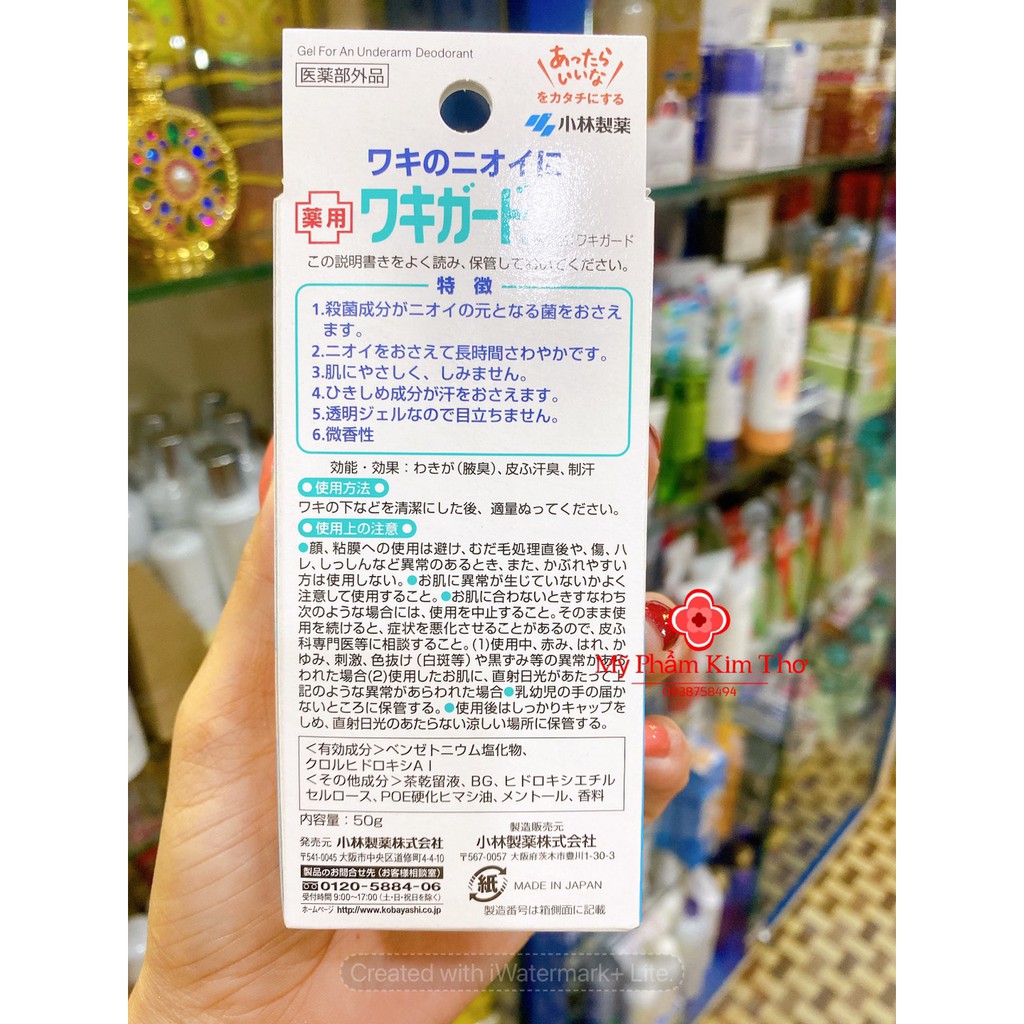 Gel For An Underarm Deodorant
医薬部外品
あったら
いいな
をカタチにする
小林製薬
ワキのニオイに
薬用
ワキガード
ワキガード
この説明書きをよく読み、保管しておいてください。
特徴
1.殺菌成分がニオイの元となる菌をおさえ
ます。
2.ニオイをおさえて長時間さわやかです。
3.肌にやさしく、しみません。
4.ひきしめ成分が汗をおさえます。
5.透明ジェルなので目立ちません。
6.微香性
効能・効果：わきが(腋臭)、皮ふ汗臭、制汗
●使用方法●
ワキの下などを清潔にした後、適量ぬってください。
●使用上の注意●
●顔、粘膜への使用は避け、むだ毛処理直後や、傷、ハ
レ、しっしんなど異常のあるとき、また、かぶれやすい
方は使用しない。●お肌に異常が生じていないかよく
注意して使用すること。●お肌に合わないときすなわち
次のような場合には、使用を中止すること。そのまま使
用を続けると、症状を悪化させることがあるので、皮ふ
科専門医等に相談すること。(1)使用中、赤み、はれ、か
ゆみ、刺激、色抜け(白斑等)や黒ずみ等の異常があら
われた場合(2)使用したお肌に、直射日光があたって上
記のような異常があらわれた場合●乳幼児の手の届か
ないところに保管する。●使用後はしっかりキャップを
しめ、直射日光のあたらない涼しい場所に保管する。
Mỹ Phẩm Kim Thơ
0938758494
<有効成分>ベンゼトニウム塩化物、
クロルヒドロキシAl
<その他成分>茶乾留液、BG、ヒドロキシエチル
セルロース、POE硬化ヒマシ油、メントール、香料
内容量：50g
発売元 小林製薬株式会社
〒541-0045 大阪市中央区道修町4-4-10
製品のお問合せ先(お客様相談室)
0120-5884-06
受付時間 9:00〜17:00(土・日・祝日を除く)
ホームページ http://www.kobayashi.co.jp
製造販売元
小林製薬株式会社
〒567-0057 大阪府茨木市豊川1-30-3
紙
MADE IN JAPAN
製造番号は箱側面に記載
Created with iWatermark+ Lite.